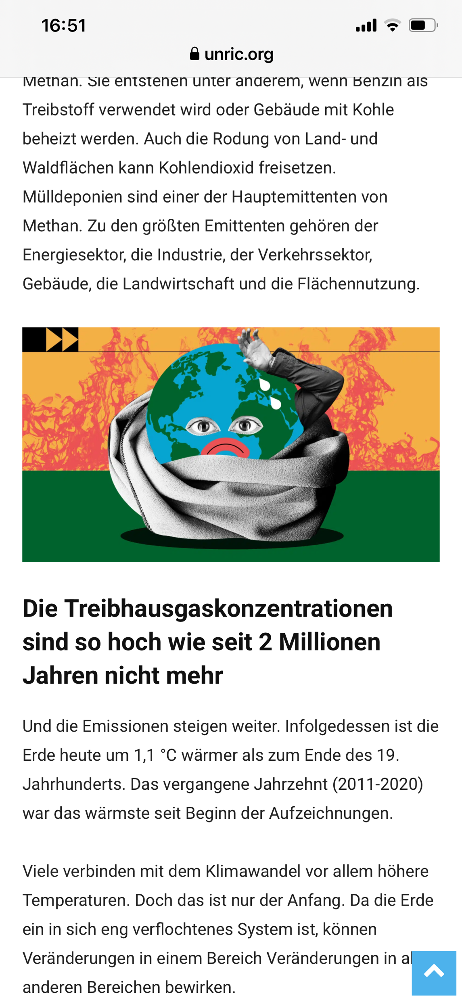 16:51
unric.org
Methan. Sie entstehen unter anderem, wenn Benzin als
Treibstoff verwendet wird oder Gebäude mit Kohle
beheizt werden. Auch die Rodung von Land- und
Waldflächen kann Kohlendioxid freisetzen.
Mülldeponien sind einer der Hauptemittenten von
Methan. Zu den größten Emittenten gehören der
Energiesektor, die Industrie, der Verkehrssektor,
Gebäude, die Landwirtschaft und die Flächennutzung.
Die Treibhausgaskonzentrationen
sind so hoch wie seit 2 Millionen
Jahren nicht mehr
Und die Emissionen steigen weiter. Infolgedessen ist die
Erde heute um 1,1 °C wärmer als zum Ende des 19.
Jahrhunderts. Das vergangene Jahrzehnt (2011-2020)
war das wärmste seit Beginn der Aufzeichnungen.
Viele verbinden mit dem Klimawandel vor allem höhere
Temperaturen. Doch das ist nur der Anfang. Da die Erde
ein in sich eng verflochtenes System ist, können
Veränderungen in einem Bereich Veränderungen in
anderen Bereichen bewirken.